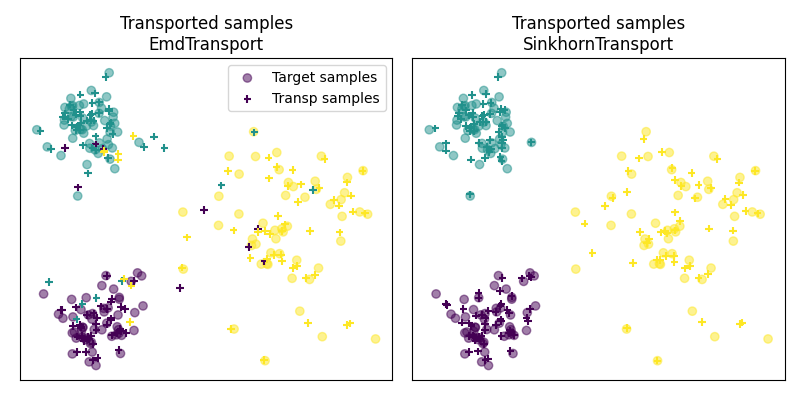 Transported samples
EmdTransport
Target samples
Transp samples
Transported samples
SinkhornTransport